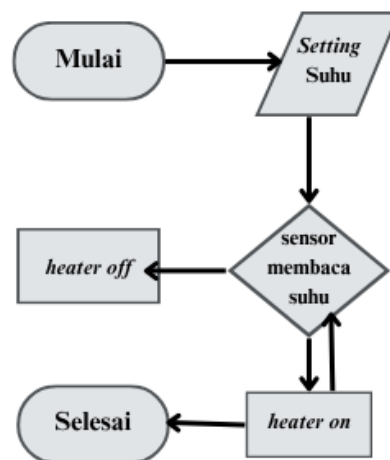 Mulai
Setting
Suhu
sensor
membaca
suhu
heater off
heater on
Selesai